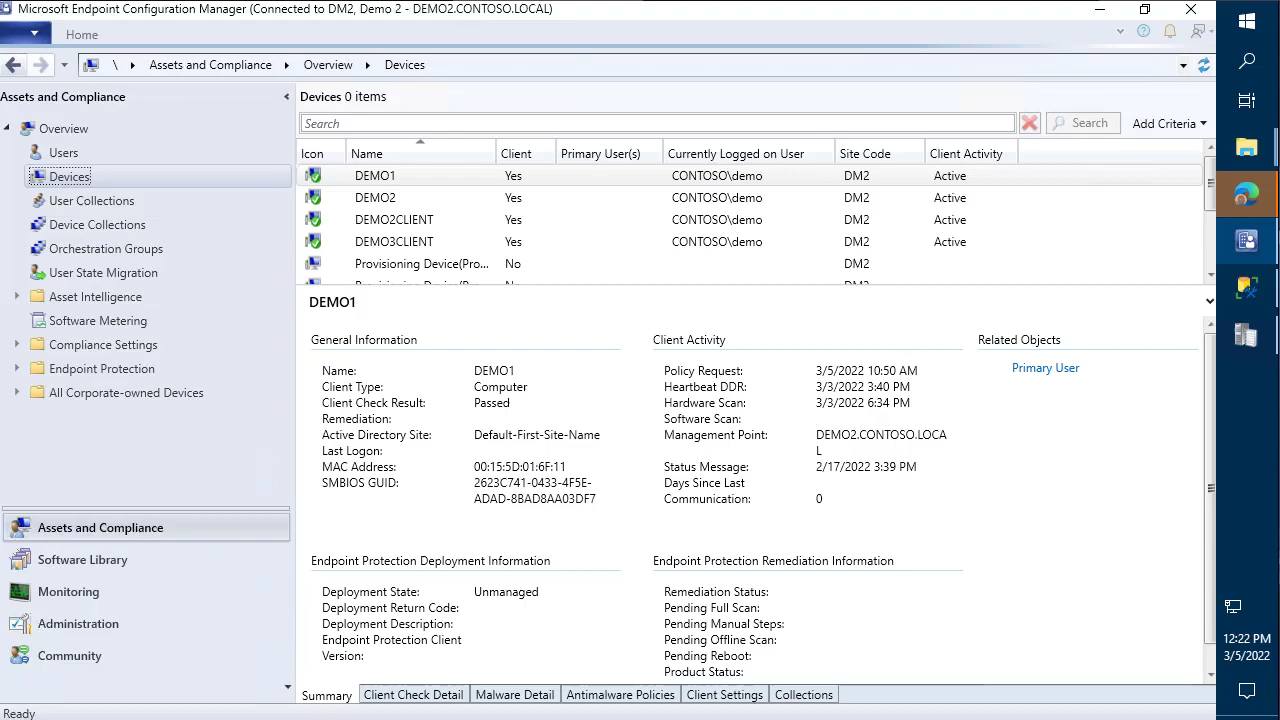 Microsoft Endpoint Configuration Manager (Connected to DM2, Demo 2 - DEMO2.CONTOSO.LOCAL)
Home
\ Assets and Compliance Overview Devices
Assets and Compliance
Overview
Users
Devices
User Collections
Device Collections
Orchestration Groups
User State Migration
Asset Intelligence
Software Metering
Compliance Settings
Endpoint Protection
All Corporate-owned Devices
Assets and Compliance
Software Library
Monitoring
Administration
Community
Devices 0 items
Search Search Add Criteria
Icon Name Client Primary User(s) Currently Logged on User Site Code Client Activity
DEMO1 Yes CONTOSO\demo DM2 Active
DEMO2 Yes CONTOSO\demo DM2 Active
DEMO2CLIENT Yes CONTOSO\demo DM2 Active
DEMO3CLIENT Yes CONTOSO\demo DM2 Active
Provisioning Device(Pro... No DM2
DEMO1
General Information
Name: DEMO1
Client Type: Computer
Client Check Result: Passed
Remediation:
Active Directory Site: Default-First-Site-Name
Last Logon:
MAC Address: 00:15:5D:01:6F:11
SMBIOS GUID: 2623C741-0433-4F5E-
ADAD-8BAD8AA03DF7
Client Activity
Policy Request: 3/5/2022 10:50 AM
Heartbeat DDR: 3/3/2022 3:40 PM
Hardware Scan: 3/3/2022 6:34 PM
Software Scan:
Management Point: DEMO2.CONTOSO.LOCA
L
Status Message: 2/17/2022 3:39 PM
Days Since Last
Communication: 0
Related Objects
Primary User
Endpoint Protection Deployment Information
Deployment State: Unmanaged
Deployment Return Code:
Deployment Description:
Endpoint Protection Client
Version:
Endpoint Protection Remediation Information
Remediation Status:
Pending Full Scan:
Pending Manual Steps:
Pending Offline Scan:
Pending Reboot:
Product Status:
Summary Client Check Detail Malware Detail Antimalware Policies Client Settings Collections
Ready
12:22 PM
3/5/2022